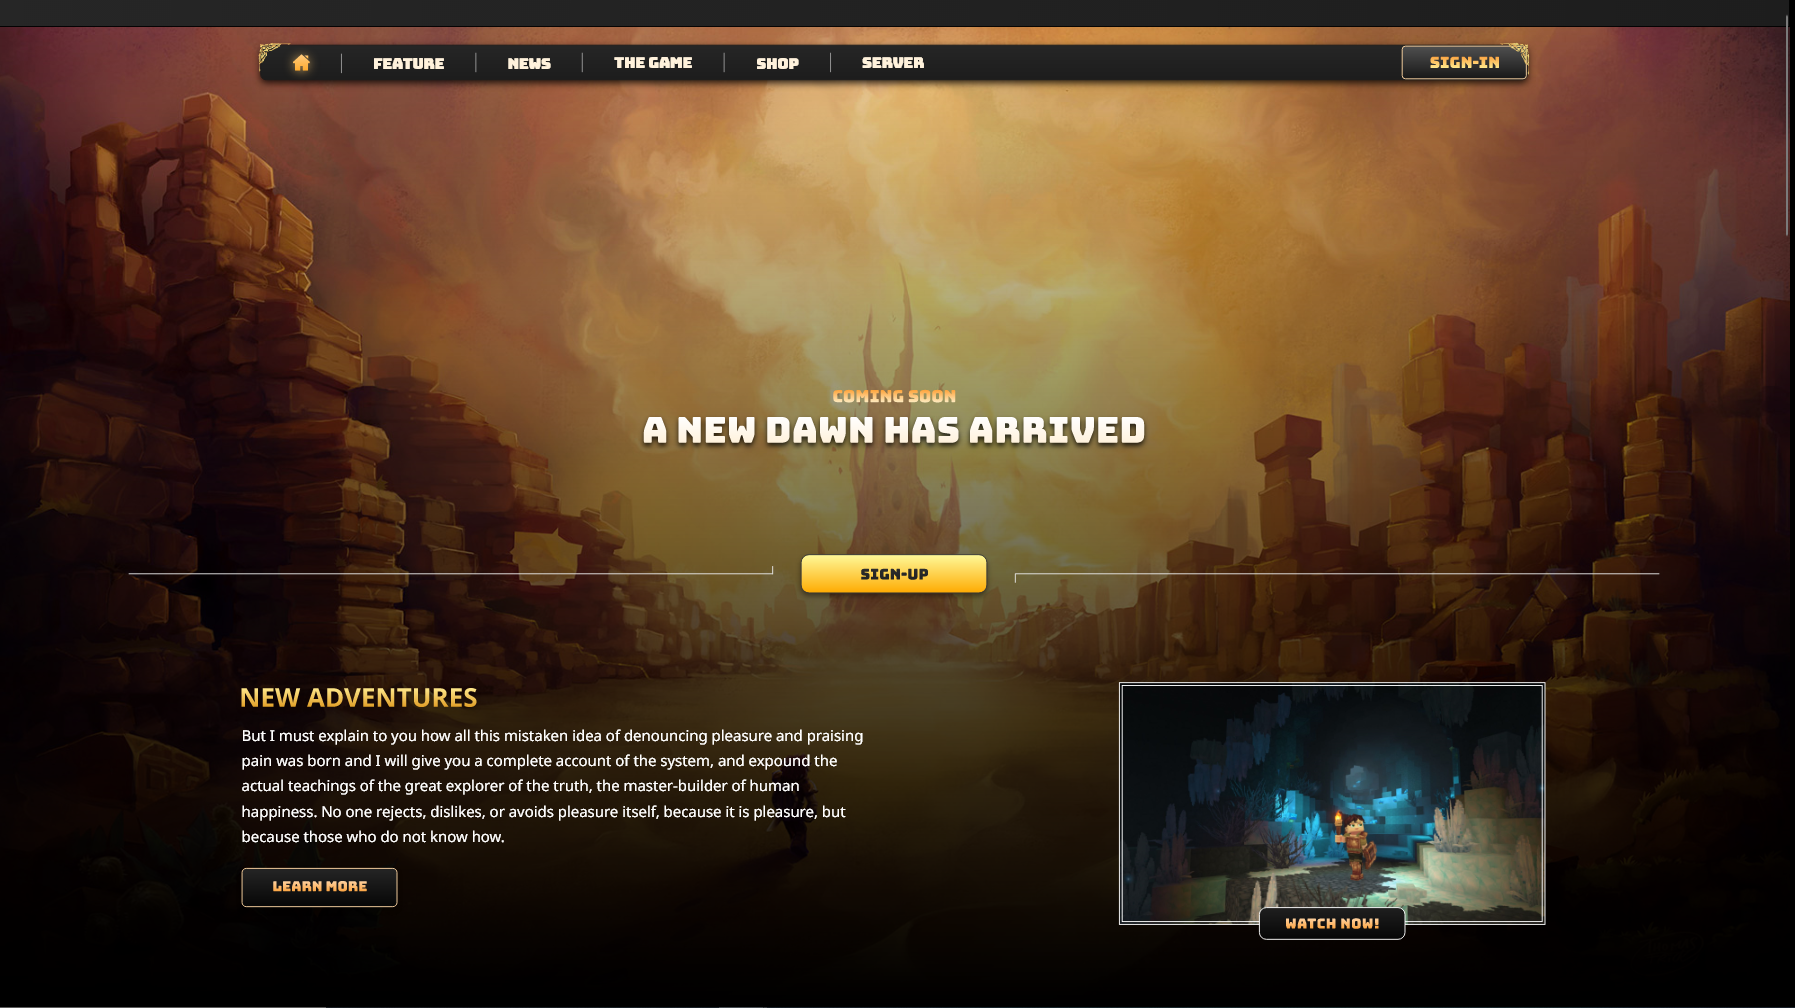 FEATURE
NEWS
THE GAME
SHOP
SERVER
SIGN-IN
COMING SOON
A NEW DAWN HAS ARRIVED
SIGN-UP
NEW ADVENTURES
But I must explain to you how all this mistaken idea of denouncing pleasure and praising
pain was born and I will give you a complete account of the system, and expound the
actual teachings of the great explorer of the truth, the master-builder of human
happiness. No one rejects, dislikes, or avoids pleasure itself, because it is pleasure, but
because those who do not know how.
LEARN MORE
WATCH NOW!